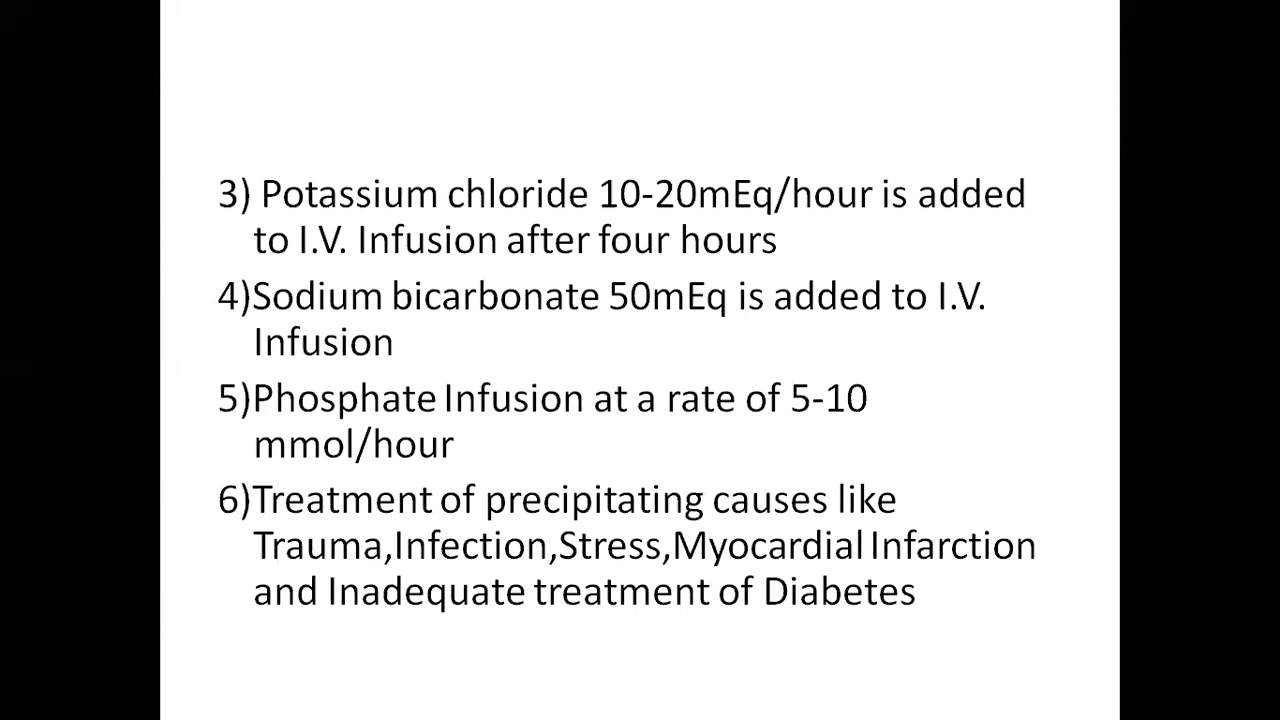 3) Potassium chloride 10-20mEq/hour is added
to I.V. Infusion after four hours
4)Sodium bicarbonate 50mEq is added to I.V.
Infusion
5)Phosphate Infusion at a rate of 5-10
mmol/hour
6)Treatment of precipitating causes like
Trauma,Infection,Stress,Myocardial Infarction
and Inadequate treatment of Diabetes